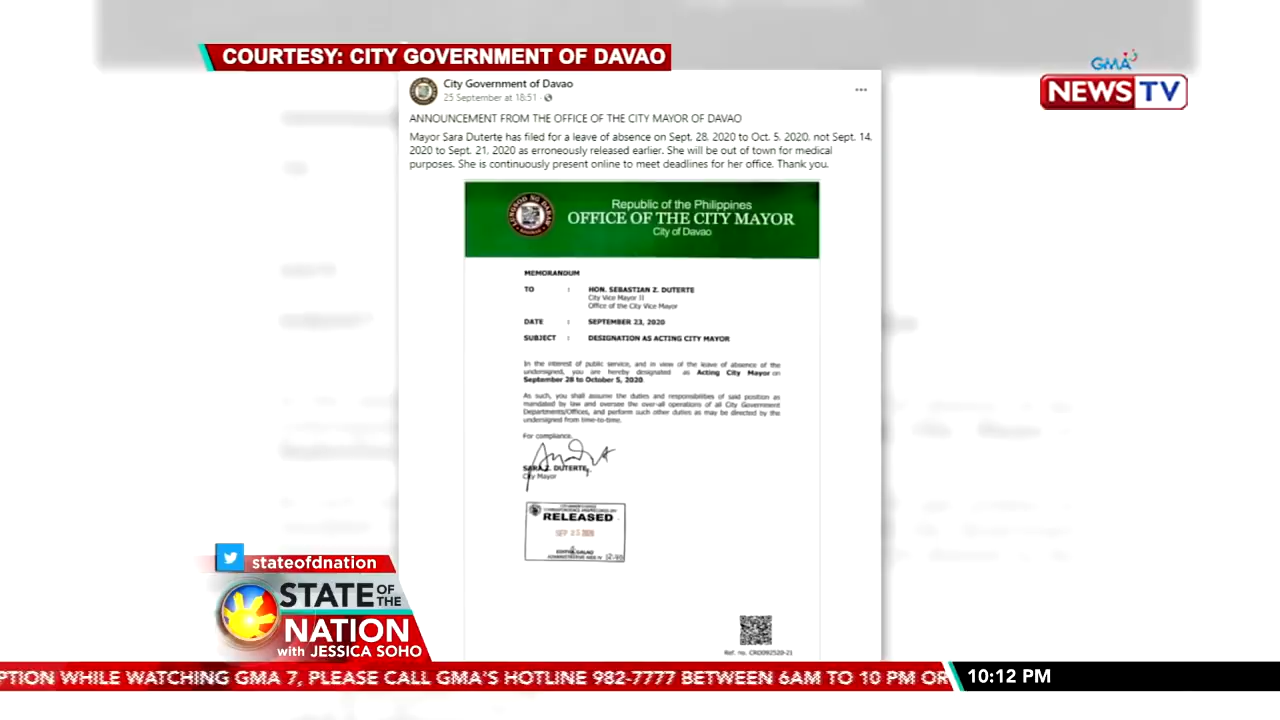 COURTESY: CITY GOVERNMENT OF DAVAO
GMA
NEWS TV
City Government of Davao
25 September at 18:51
ANNOUNCEMENT FROM THE OFFICE OF THE CITY MAYOR OF DAVAO
Mayor Sara Duterte has filed for a leave of absence on Sept. 28. 2020 to Oct. 5. 2020. not Sept. 14,
2020 to Sept. 21, 2020 as erroneously released earlier. She will be out of town for medical
purposes. She is continuously present online to meet deadlines for her office. Thank you.
Republic of the Philippines
OFFICE OF THE CITY MAYOR
City of Davao
MEMORANDUM
TO : HON. SEBASTIAN Z. DUTERTE
City Vice Mayor II
Office of the City Vice Mayor
DATE : SEPTEMBER 23, 2020
SUBJECT : DESIGNATION AS ACTING CITY MAYOR
In the interest of public service, and in view of the leave of absence of the
undersigned, you are hereby designated as Acting City Mayor on
September 28 to October 5, 2020.
As such, you shall assume the duties and responsibilities of said position as
mandated by law and oversee the over-all operations of all City Government
Departments/Offices, and perform such other duties as may be directed by the
undersigned from time-to-time.
For compliance.
SARA Z. DUTERTE
City Mayor
RELEASED
SEP 23 2020
Ref. no. CRD092520-21
stateofdnation
STATE OF THE
NATION
with JESSICA SOHO
PTION WHILE WATCHING GMA 7, PLEASE CALL GMA'S HOTLINE 982-7777 BETWEEN 6AM TO 10 PM OR
10:12 PM